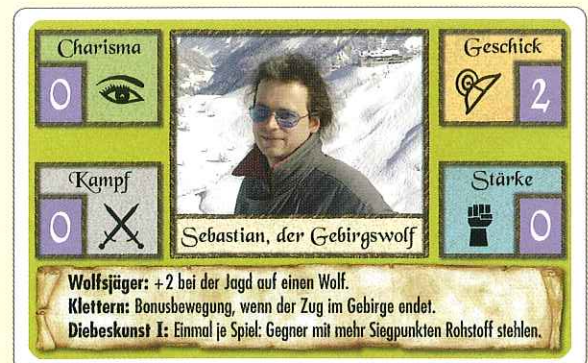 Charisma
0
Geschick
2
Kampf
0
Sebastian, der Gebirgswolf
Stärke
0
Wolfsjäger: +2 bei der Jagd auf einen Wolf.
Klettern: Bonusbewegung, wenn der Zug im Gebirge endet.
Diebeskunst I: Einmal je Spiel: Gegner mit mehr Siegpunkten Rohstoff stehlen.